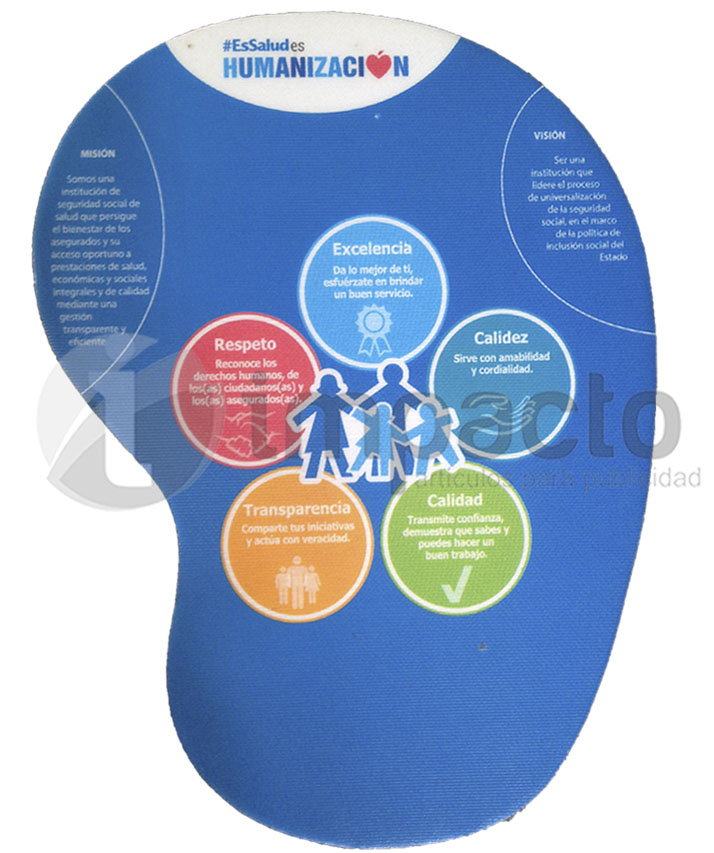 #EsSaludes
HUMANIZACIÓN
MISIÓN
Somos una
institución de
seguridad social de
salud que persigue
el bienestar de los
asegurados y su
acceso oportuno a
prestaciones de salud,
económicas y sociales
integrales y de calidad
mediante una
gestión
transparente y
eficiente
VISIÓN
Ser una
institución que
lidere el proceso
de universalización
de la seguridad
social, en el marco
de la política de
inclusión social del
Estado
Excelencia
Da lo mejor de ti,
esfuérzate en brindar
un buen servicio.
Respeto
Reconoce los
derechos humanos, de
los(as) ciudadanos(as) y
los(as) asegurados(as).
Calidez
Sirve con amabilidad
y cordialidad.
Transparencia
Comparte tus iniciativas
y actúa con veracidad.
Calidad
Transmite confianza,
demuestra que sabes y
puedes hacer un
buen trabajo.
impacto
artículos para publicidad